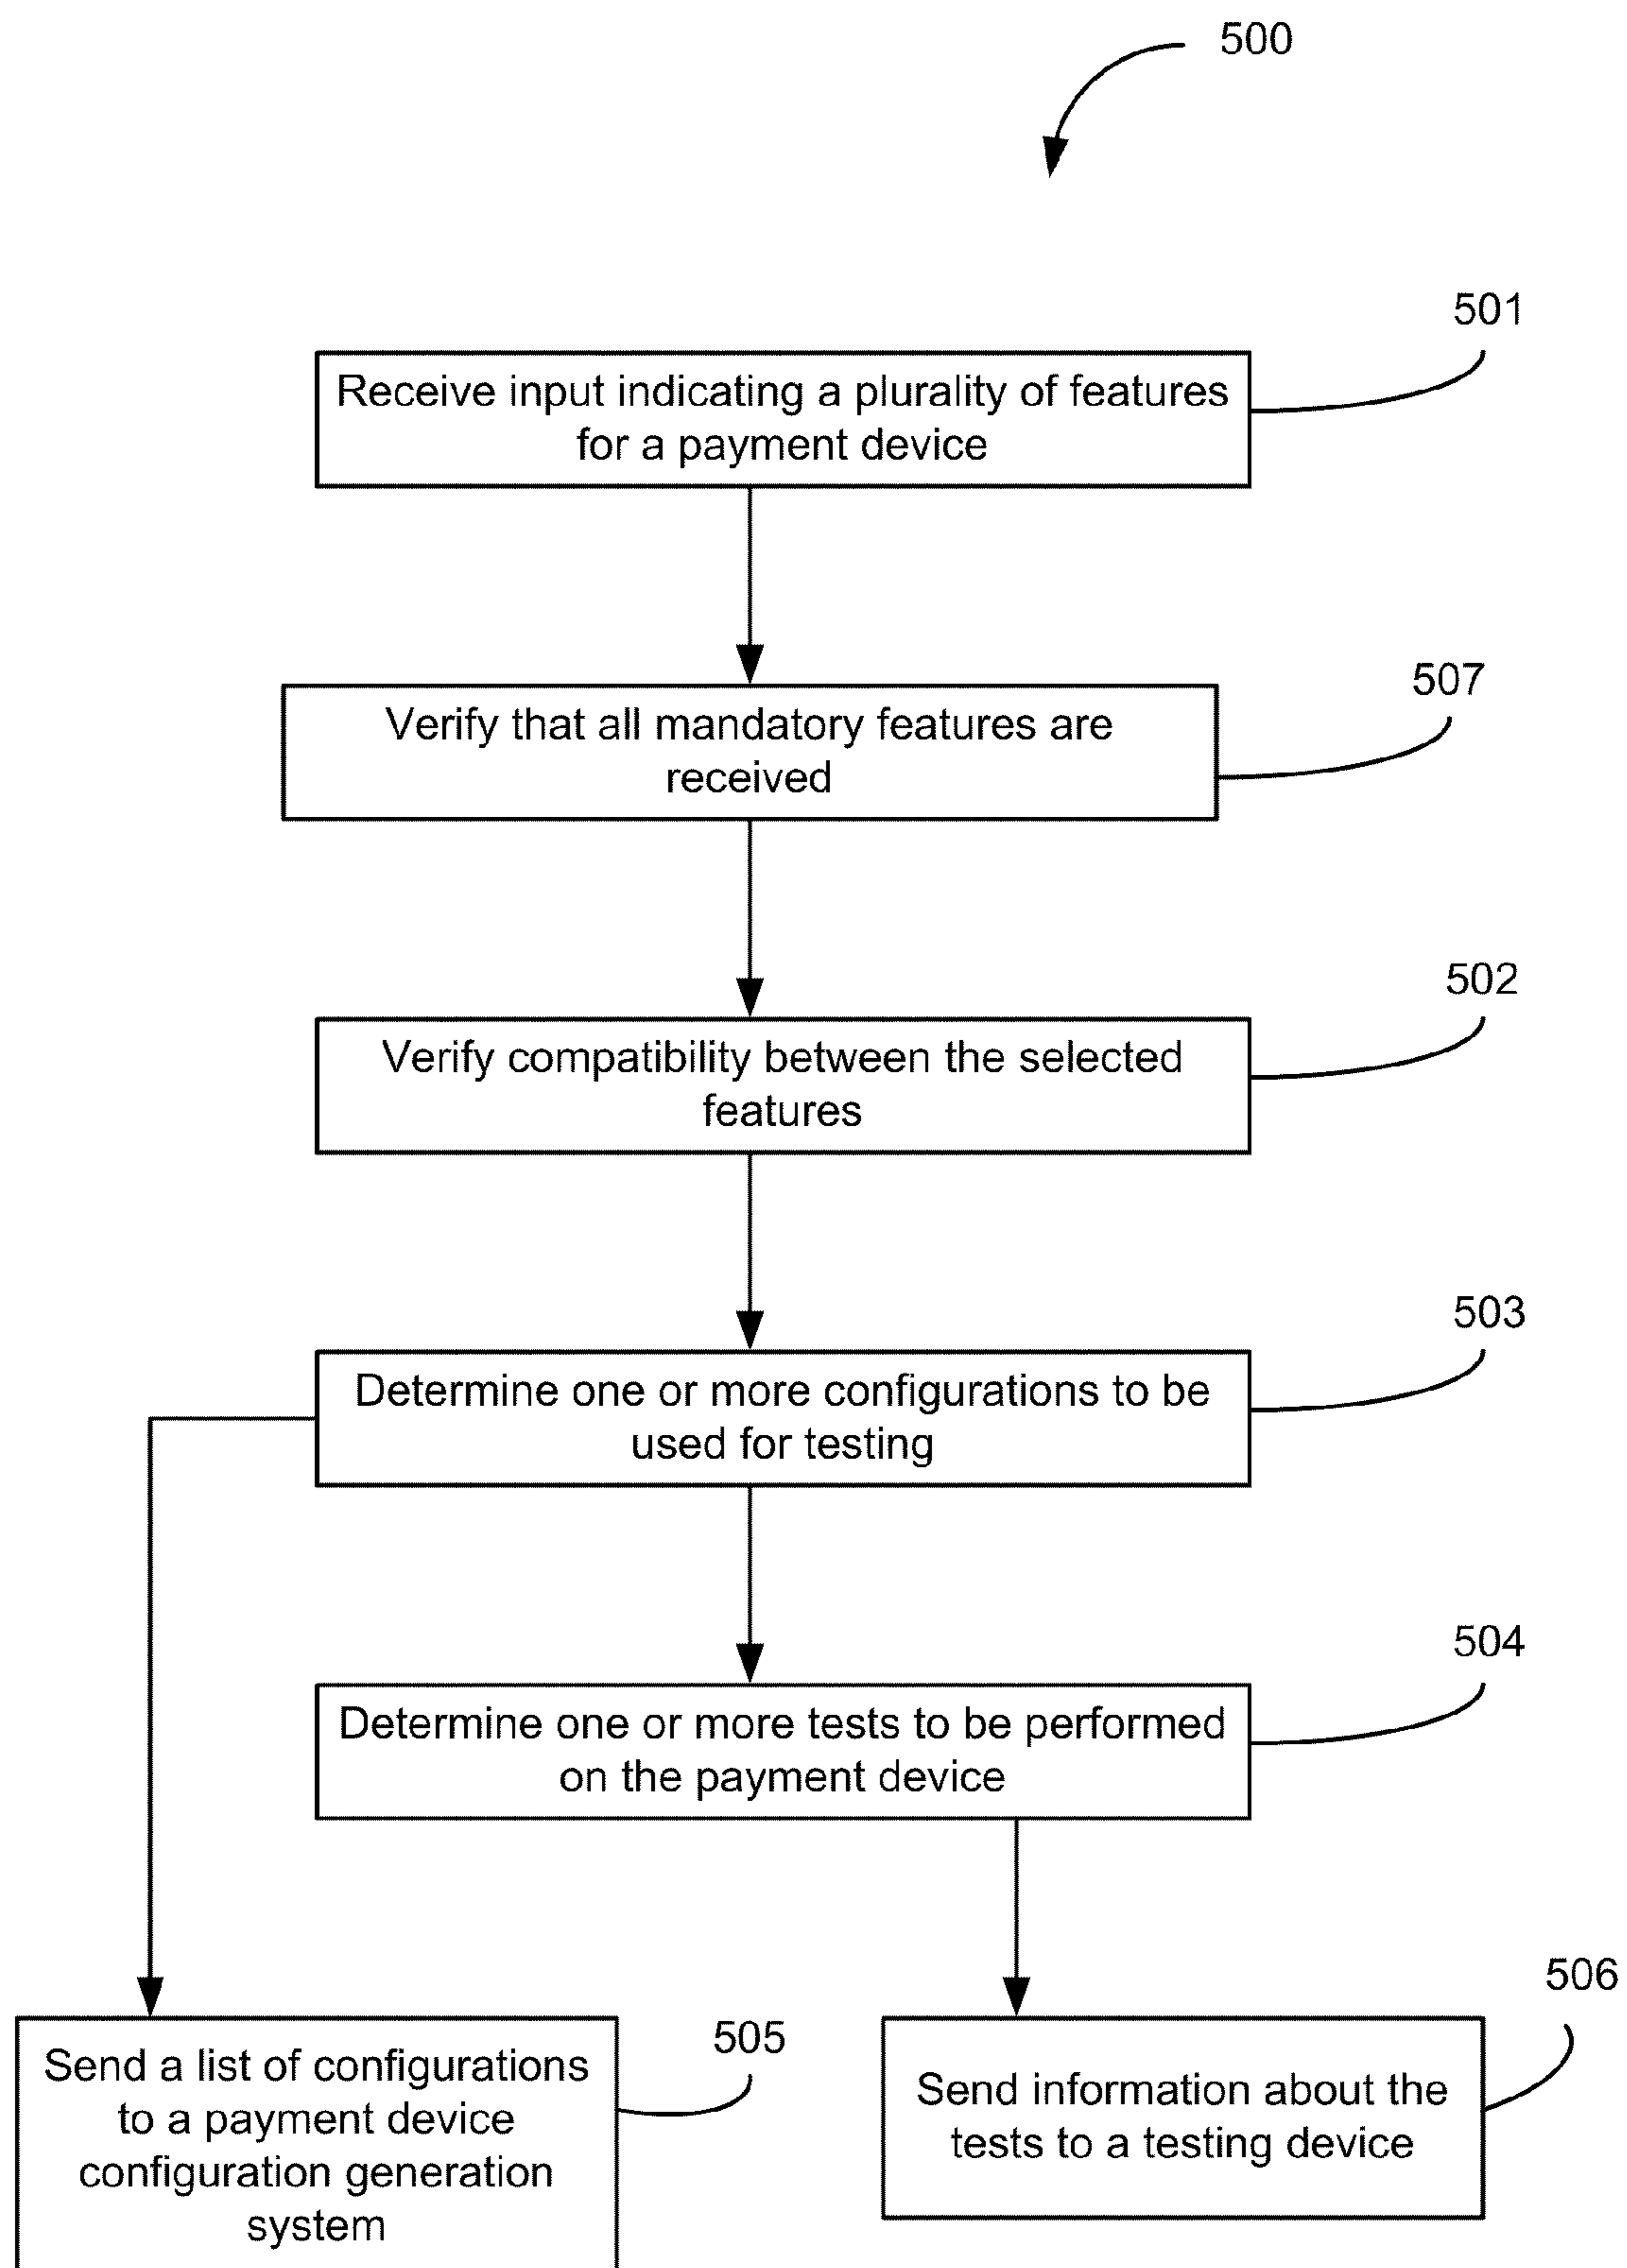 500
501
Receive input indicating a plurality of features
for a payment device
507
Verify that all mandatory features are
received
502
Verify compatibility between the selected
features
503
Determine one or more configurations to be
used for testing
504
Determine one or more tests to be performed
on the payment device
505
Send a list of configurations
to a payment device
configuration generation
system
506
Send information about the
tests to a testing device